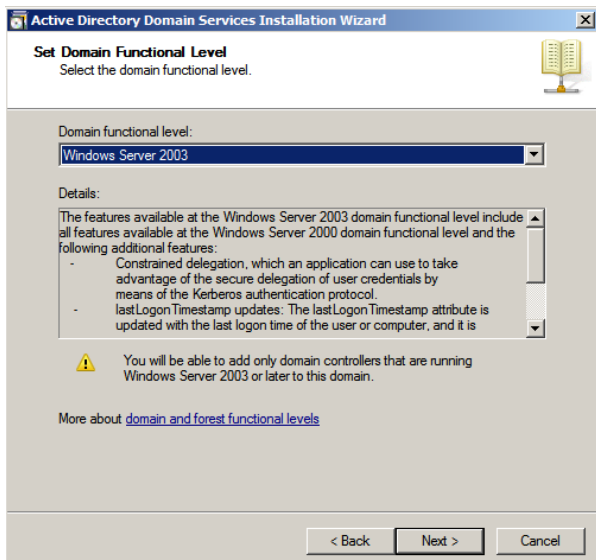 Active Directory Domain Services Installation Wizard
Set Domain Functional Level
Select the domain functional level.
Domain functional level:
Windows Server 2003
Details:
The features available at the Windows Server 2003 domain functional level include
all features available at the Windows Server 2000 domain functional level and the
following additional features:
- Constrained delegation, which an application can use to take
advantage of the secure delegation of user credentials by
means of the Kerberos authentication protocol.
- lastLogonTimestamp updates: The lastLogonTimestamp attribute is
updated with the last logon time of the user or computer, and it is
You will be able to add only domain controllers that are running
Windows Server 2003 or later to this domain.
More about domain and forest functional levels
< Back Next > Cancel